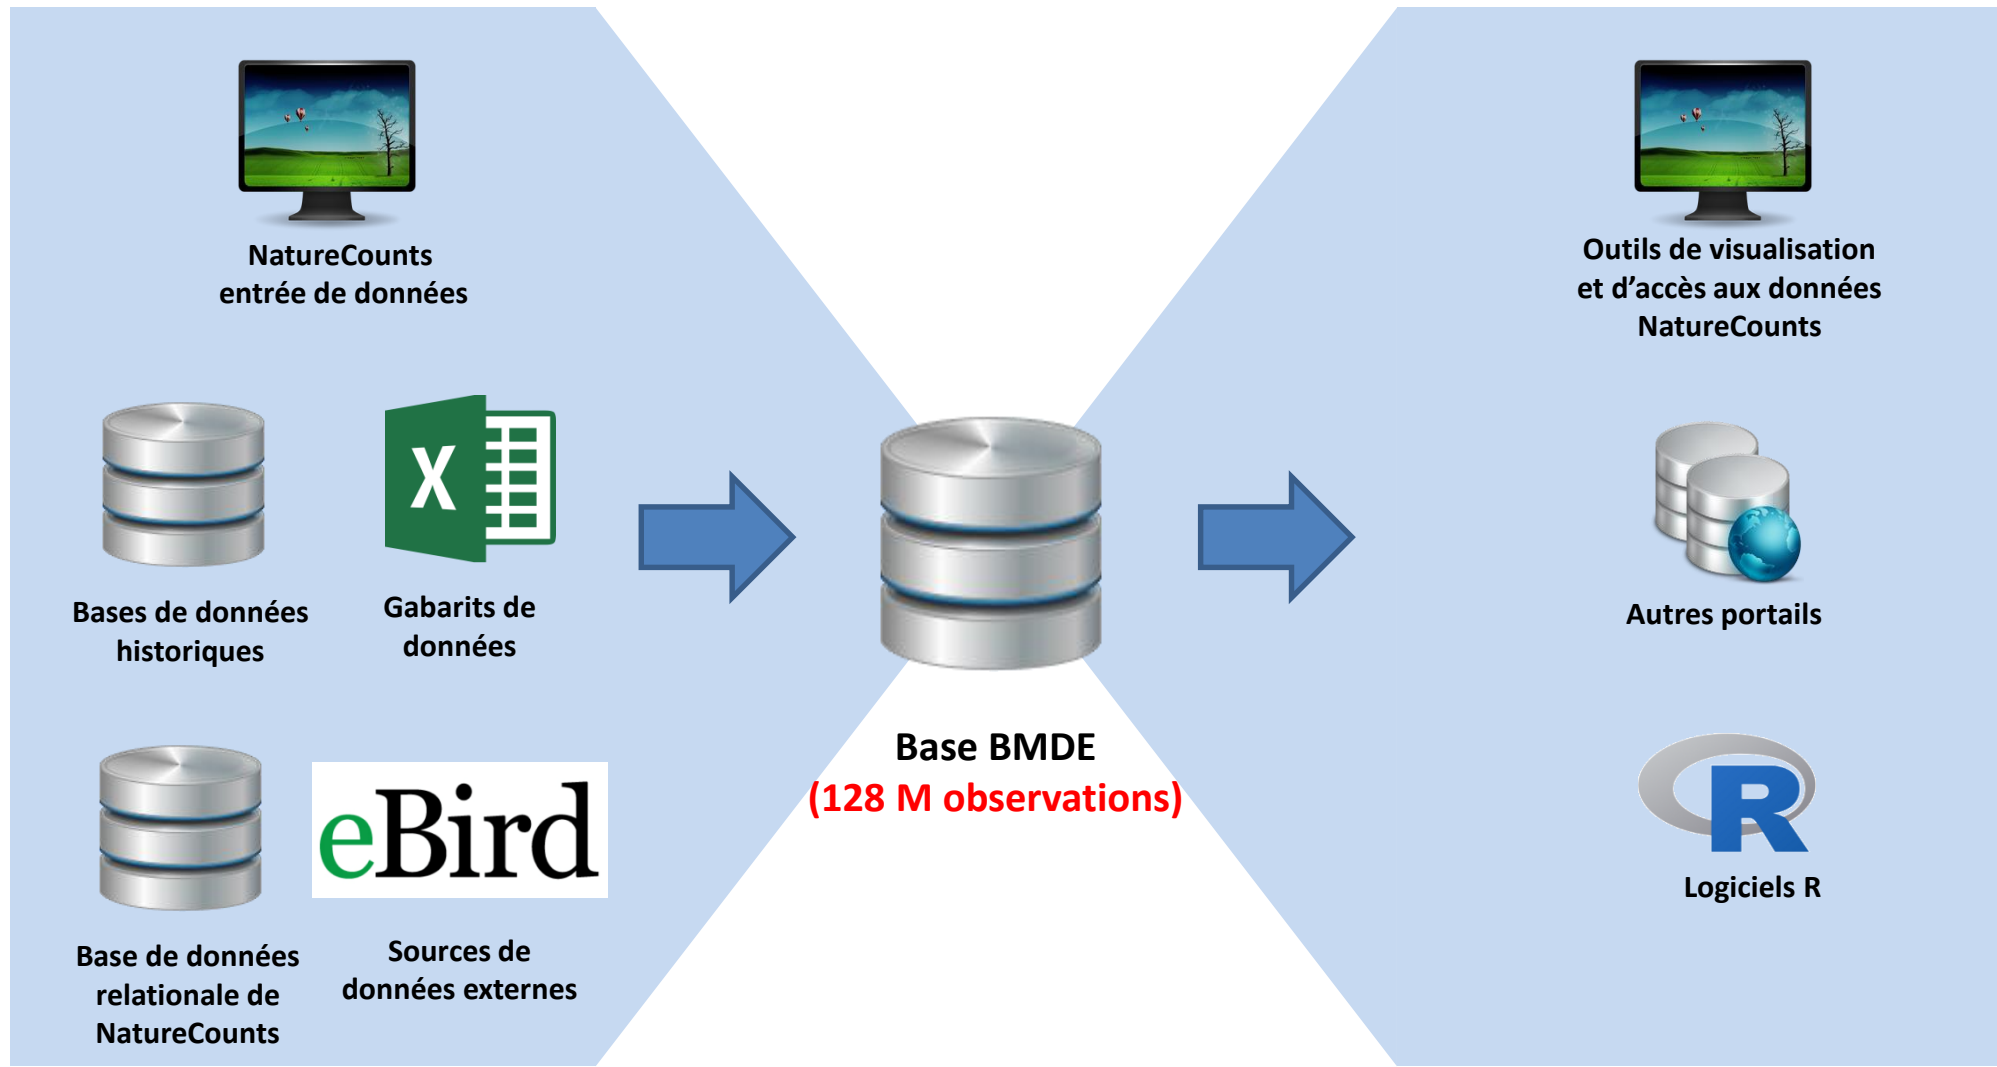 NatureCounts
entrée de données
Bases de données
historiques
X
Gabarits de
données
Base de données
relationale de
NatureCounts
eBird
Sources de
données externes
Base BMDE
(128 M observations)
Outils de visualisation
et d’accès aux données
NatureCounts
Autres portails
R
Logiciels R